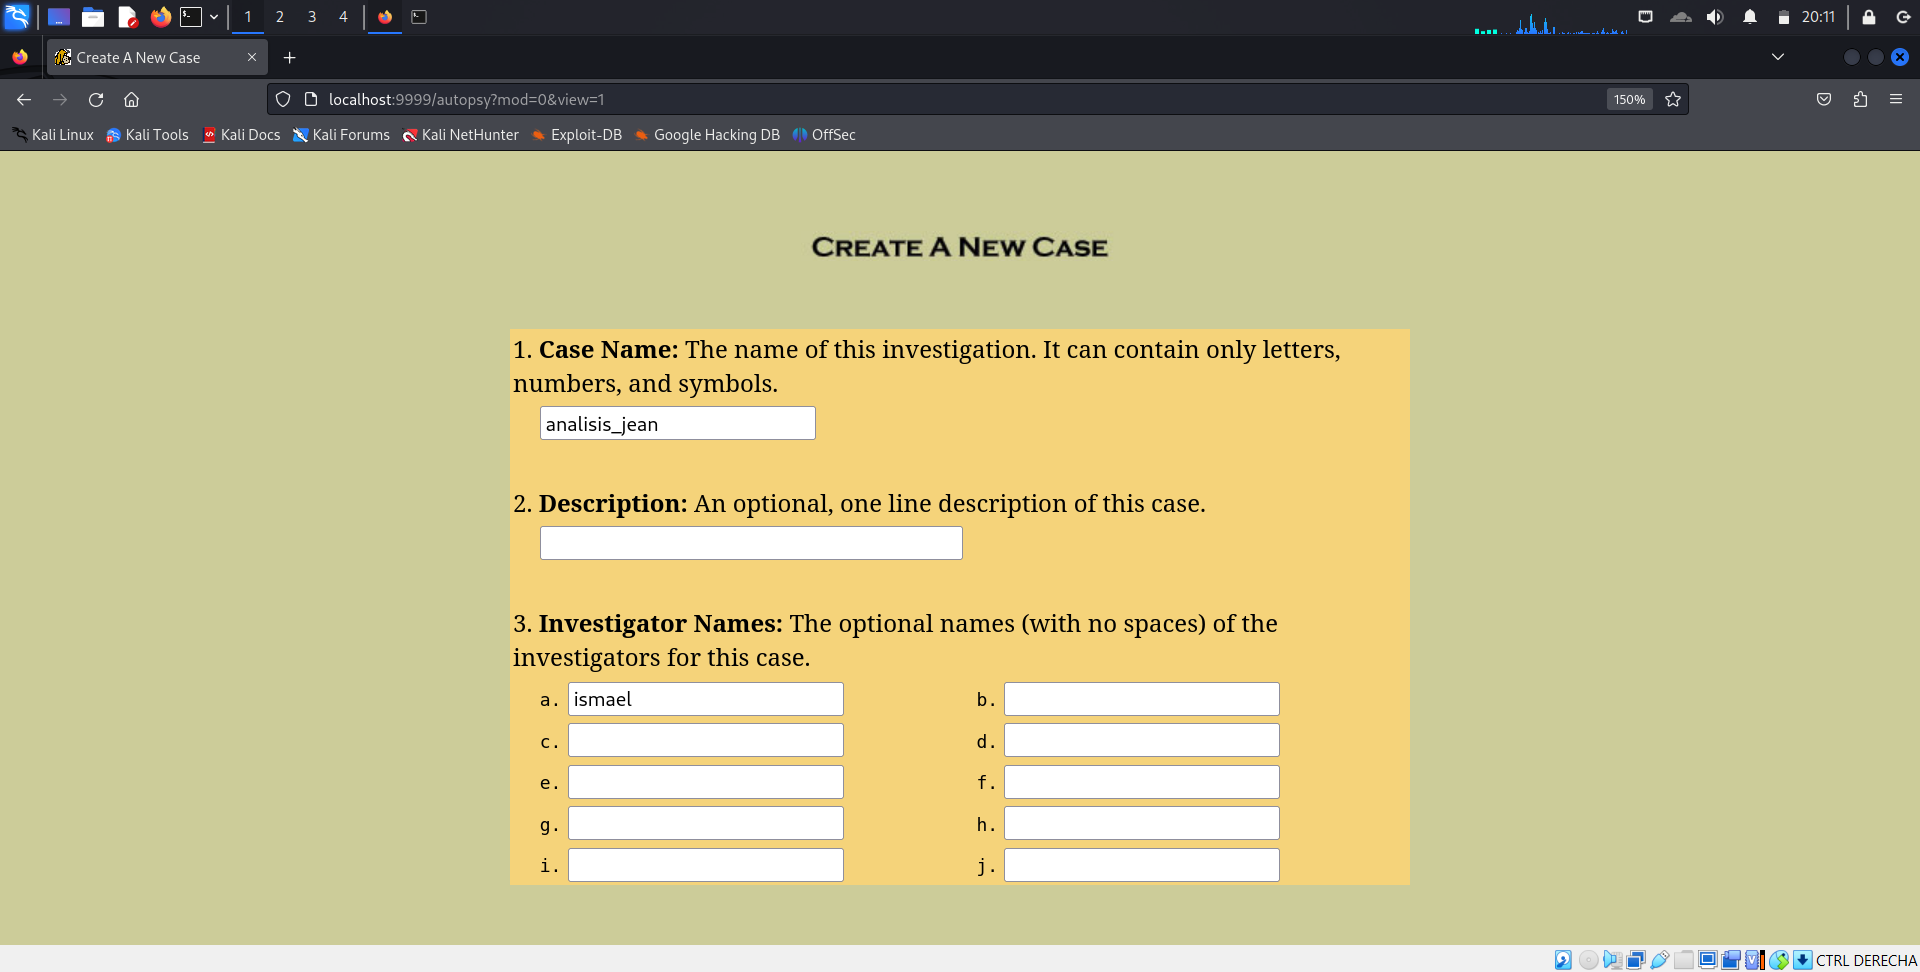 1 2 3 4 20:11
Create A New Case
localhost:9999/autopsy?mod=0&view=1 150%
Kali Linux Kali Tools Kali Docs Kali Forums Kali NetHunter Exploit-DB Google Hacking DB OffSec
CREATE A NEW CASE
1. Case Name: The name of this investigation. It can contain only letters,
numbers, and symbols.
analisis_jean
2. Description: An optional, one line description of this case.
3. Investigator Names: The optional names (with no spaces) of the
investigators for this case.
a. ismael b.
c. d.
e. f.
g. h.
i. j.
CTRL DERECHA